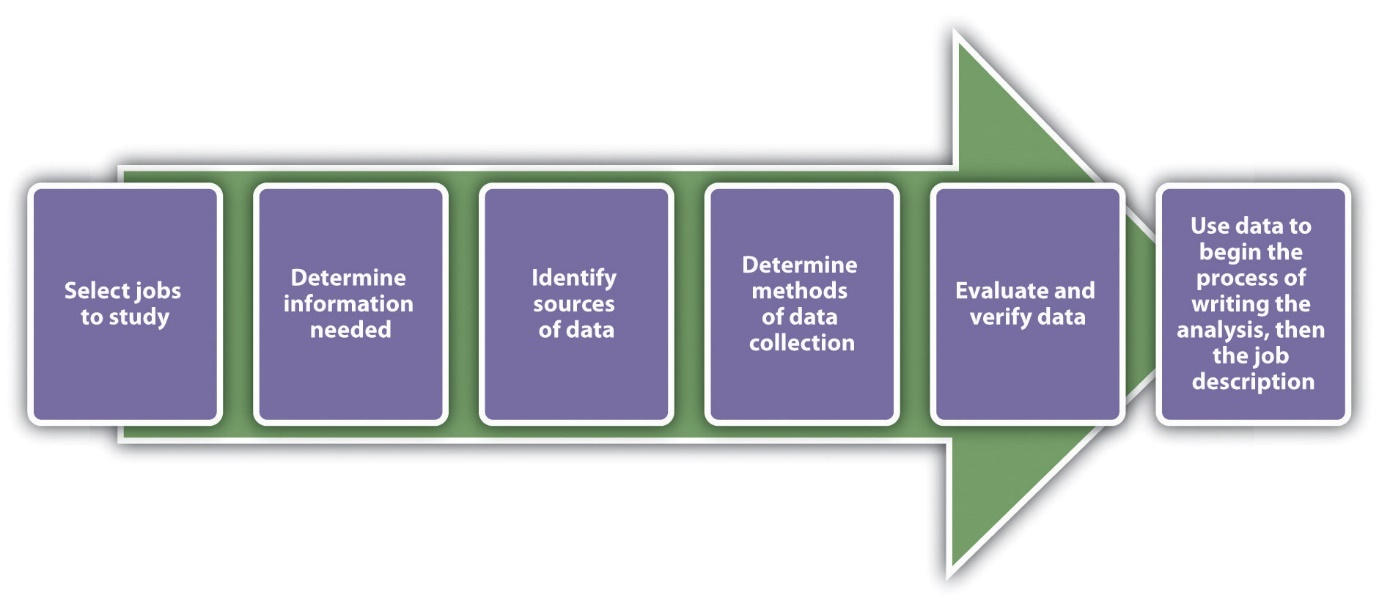 Select jobs
to study
Determine
information
needed
Identify
sources
of data
Determine
methods
of data
collection
Evaluate and
verify data
Use data to
begin the
process of
writing the
analysis, then
the job
description